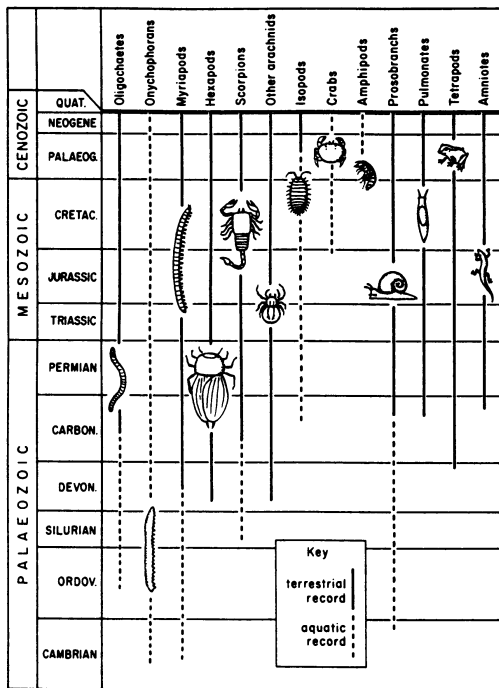 Oligochaetes
Onychophorans
Myriapods
Hexapods
Scorpions
Other arachnids
Isopods
Crabs
Amphipods
Prosobranchs
Pulmonates
Tetrapods
Amniotes
CENOZOIC
QUAT.
NEOGENE
PALAEOG.
MESOZOIC
CRETAC.
JURASSIC
TRIASSIC
PALAEOZOIC
PERMIAN
CARBON.
DEVON.
SILURIAN
ORDOV.
CAMBRIAN
Key
terrestrial
record
aquatic
record